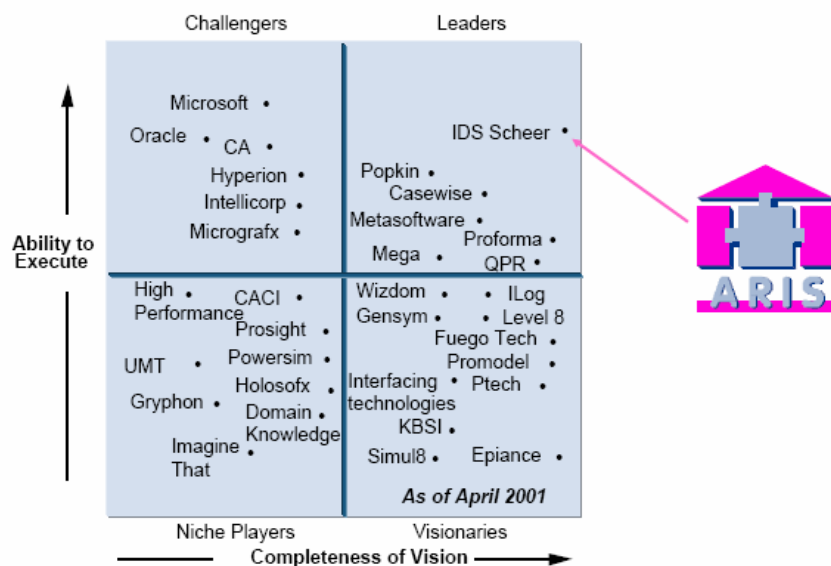 Challengers
Leaders
Microsoft
Oracle
CA
Hyperion
Intellicorp
Micrografx
IDS Scheer
Popkin
Casewise
Metasoftware
Proforma
Mega
QPR
Ability to
Execute
ARIS
High
Performance
CACI
Prosight
UMT
Powersim
Holosofx
Gryphon
Domain
Knowledge
Imagine
That
Wizdom
ILog
Gensym
Level 8
Fuego Tech
Promodel
Interfacing
technologies
Ptech
KBSI
Simul8
Epiance
As of April 2001
Niche Players
Visionaries
Completeness of Vision